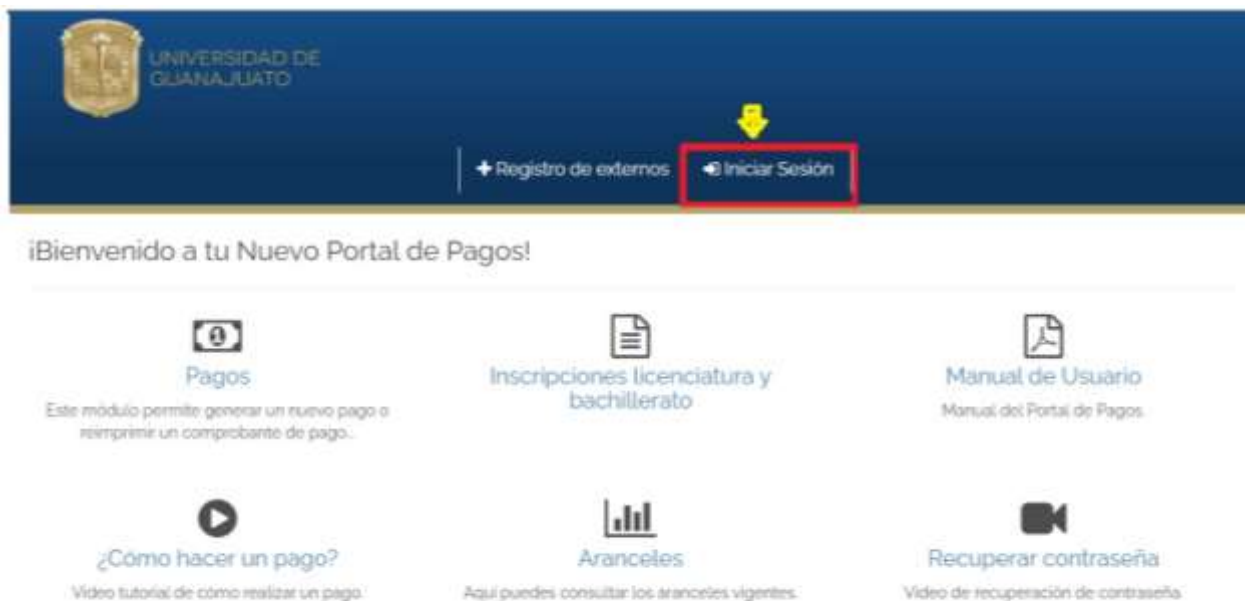 UNIVERSIDAD DE
GUANAJUATO
Registro de externos
Iniciar Sesión
¡Bienvenido a tu Nuevo Portal de Pagos!
Pagos
Este módulo permite generar un nuevo pago o
reimprimir un comprobante de pago...
Inscripciones licenciatura y
bachillerato
Manual de Usuario
Manual del Portal de Pagos.
¿Cómo hacer un pago?
Video tutorial de cómo realizar un pago.
Aranceles
Aquí puedes consultar los aranceles vigentes.
Recuperar contraseña
Video de recuperación de contraseña.